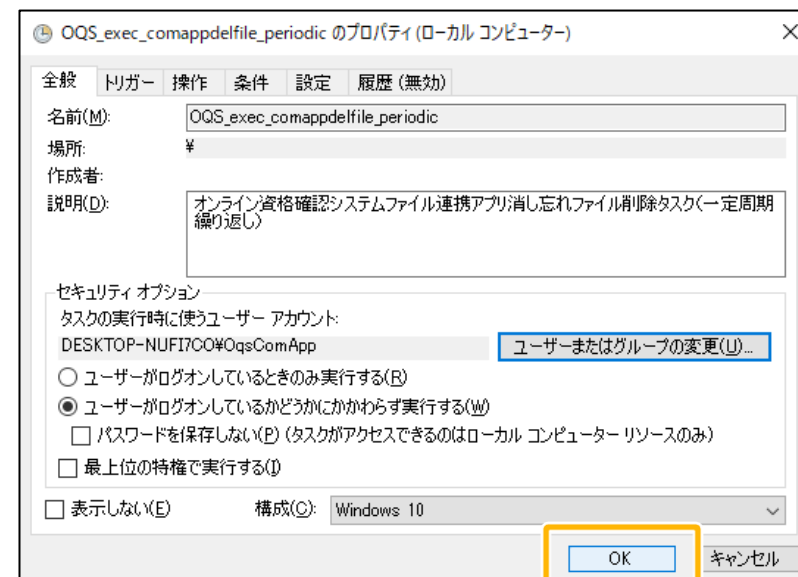 OQS_exec_comappdelfile_periodic のプロパティ(ローカル コンピューター)
全般 トリガー 操作 条件 設定 履歴 (無効)
名前(M): OQS_exec_comappdelfile_periodic
場所: ¥
作成者:
説明(D): オンライン資格確認システムファイル連携アプリ消し忘れファイル削除タスク(一定周期
繰り返し)
セキュリティ オプション
タスクの実行時に使うユーザー アカウント:
DESKTOP-NUFI7CO¥OqsComApp ユーザーまたはグループの変更(U)...
ユーザーがログオンしているときのみ実行する(R)
ユーザーがログオンしているかどうかにかかわらず実行する(W)
パスワードを保存しない(P) (タスクがアクセスできるのはローカル コンピューター リソースのみ)
最上位の特権で実行する(I)
表示しない(E) 構成(C): Windows 10
OK キャンセル